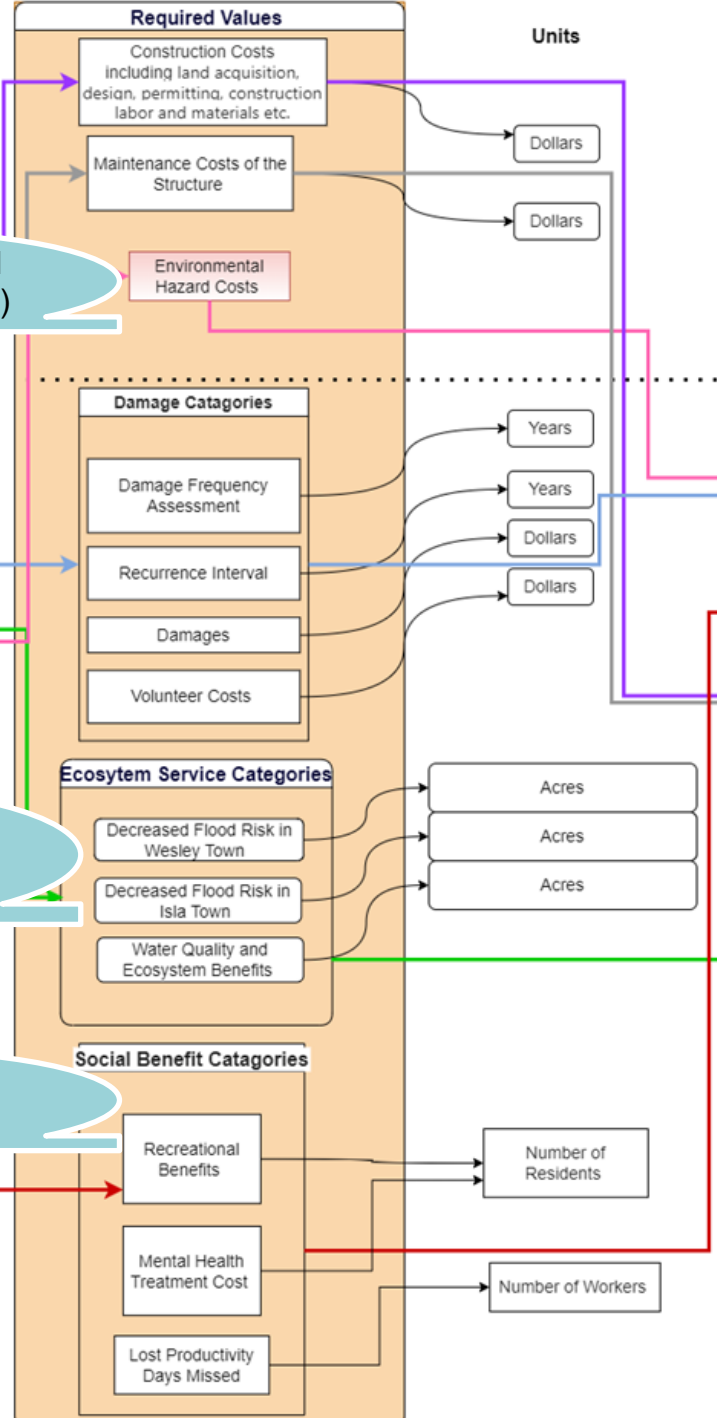 Required Values
Units
Construction Costs
including land acquisition,
design, permitting, construction
labor and materials etc.
Dollars
Maintenance Costs of the
Structure
Dollars
Environmental
Hazard Costs
)
Damage Catagories
Years
Damage Frequency
Assessment
Years
Dollars
Recurrence Interval
Dollars
Damages
Volunteer Costs
Ecosytem Service Categories
Acres
Decreased Flood Risk in
Wesley Town
Acres
Decreased Flood Risk in
Isla Town
Acres
Water Quality and
Ecosystem Benefits
Social Benefit Catagories
Recreational
Benefits
Number of
Residents
Mental Health
Treatment Cost
Number of Workers
Lost Productivity
Days Missed